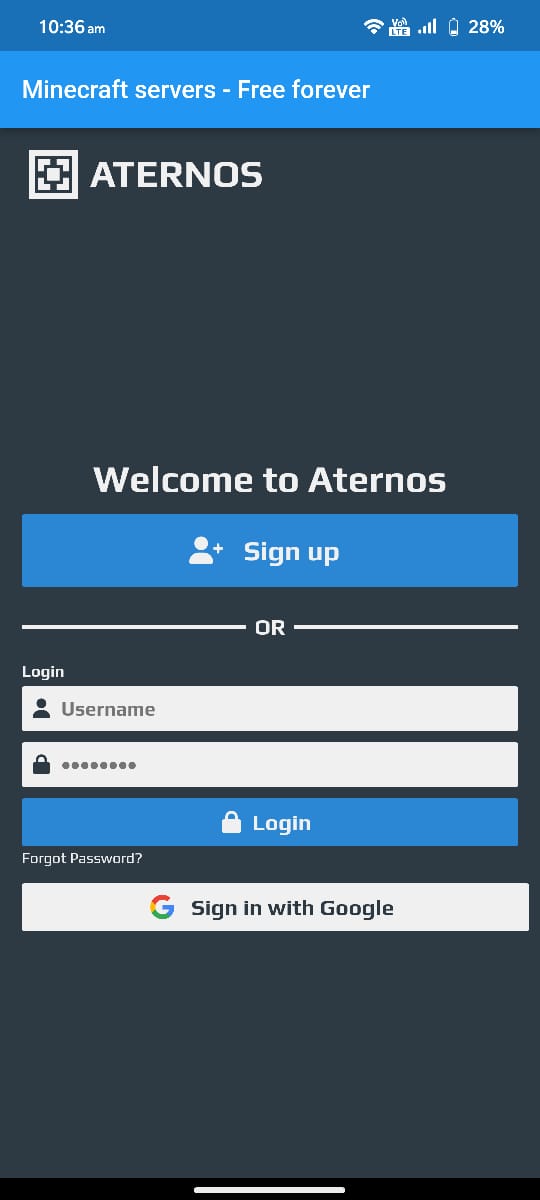 10:36 am Vo)) LTE 28%
Minecraft servers - Free forever
ATERNOS
Welcome to Aternos
Sign up
OR
Login
Username
••••••••
Login
Forgot Password?
Sign in with Google